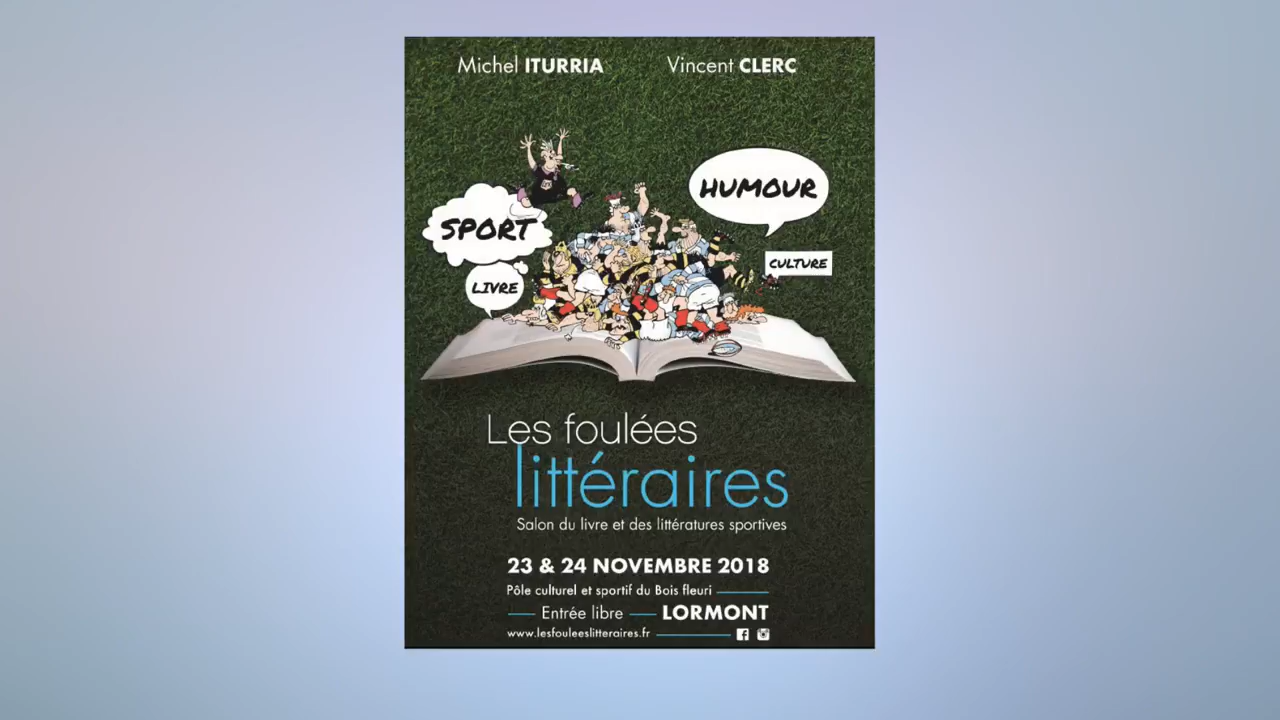 Michel ITURRIA
Vincent CLERC
HUMOUR
SPORT
CULTURE
LIVRE
Les foulées
littéraires
Salon du livre et des littératures sportives
23 & 24 NOVEMBRE 2018
Pôle culturel et sportif du Bois fleuri
Entrée libre
LORMONT
www.lesfouleeslitteraires.fr